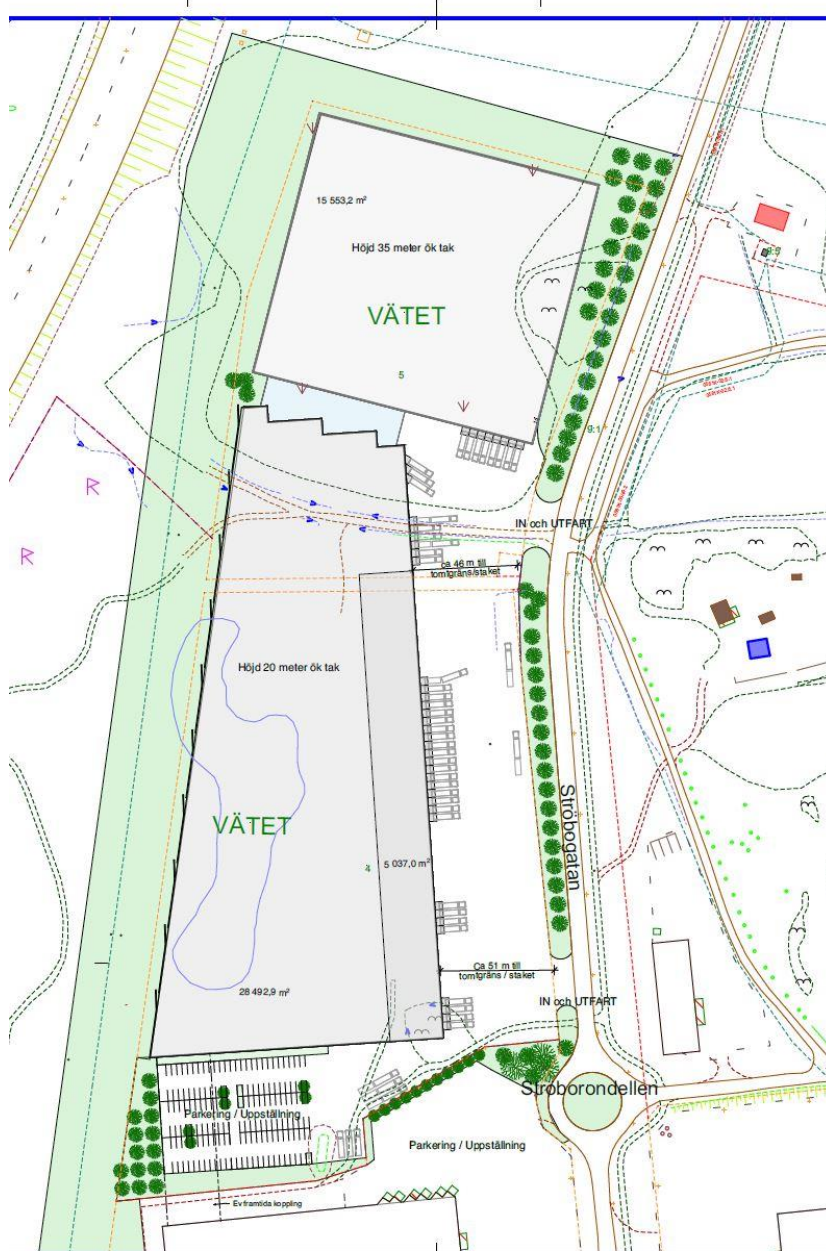 15 553,2 m²
Höjd 35 meter ök tak
VÄTET
5
g:1
IN och UTFART
ca 46 m till
tomtgräns/staket
Höjd 20 meter ök tak
VÄTET
Ströbogatan
4
5 037,0 m²
Ca 51 m till
tomtgräns / staket
28 492,9 m²
IN och UTFART
Ströborondellen
Parkering / Uppställning
Parkering / Uppställning
Ev framtida koppling
R
R